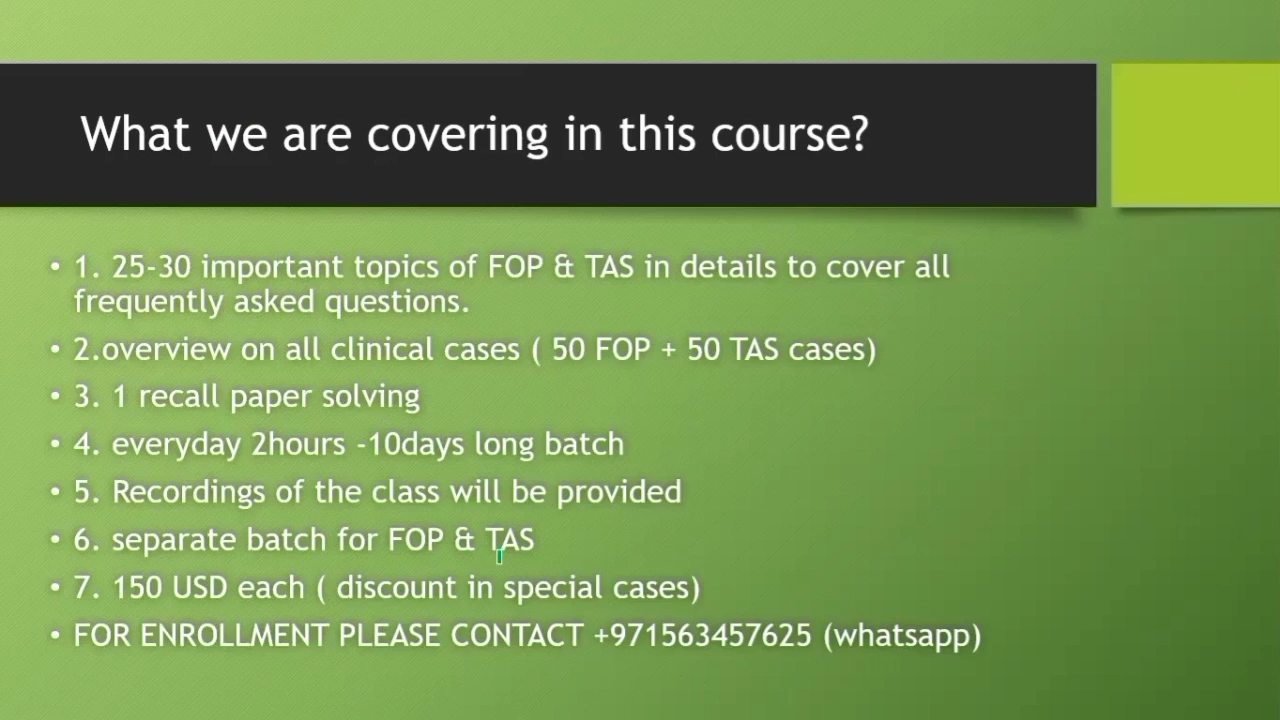 What we are covering in this course?
• 1. 25-30 important topics of FOP & TAS in details to cover all
frequently asked questions.
• 2.overview on all clinical cases ( 50 FOP + 50 TAS cases)
• 3. 1 recall paper solving
• 4. everyday 2hours -10days long batch
• 5. Recordings of the class will be provided
• 6. separate batch for FOP & TAS
• 7. 150 USD each ( discount in special cases)
• FOR ENROLLMENT PLEASE CONTACT +971563457625 (whatsapp)